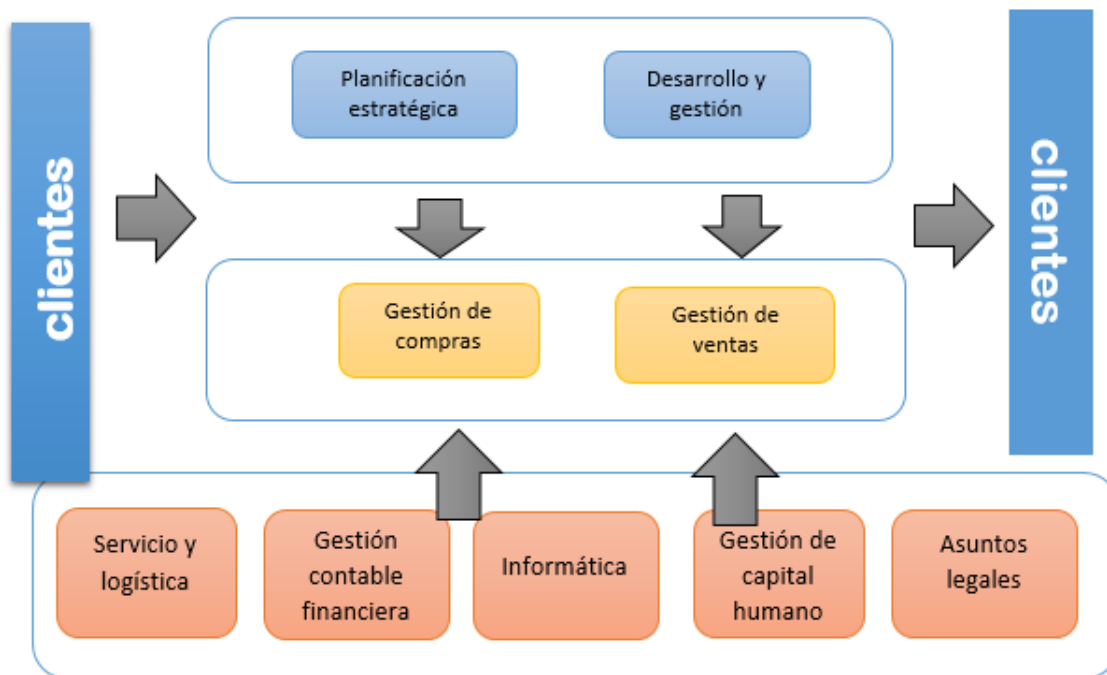 clientes
Planificación
estratégica
Desarrollo y
gestión
clientes
Gestión de
compras
Gestión de
ventas
Servicio y
logística
Gestión
contable
financiera
Informática
Gestión de
capital
humano
Asuntos
legales